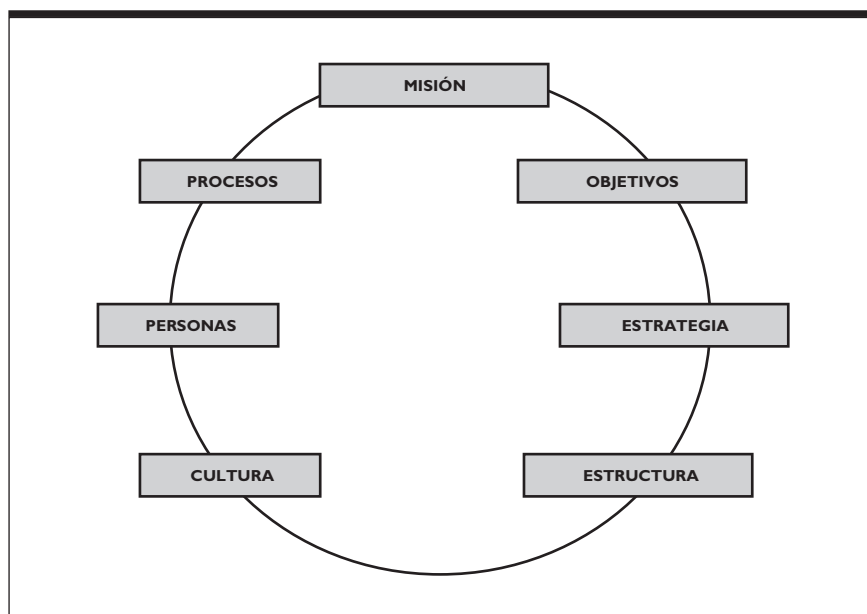 MISIÓN
PROCESOS
OBJETIVOS
PERSONAS
ESTRATEGIA
CULTURA
ESTRUCTURA